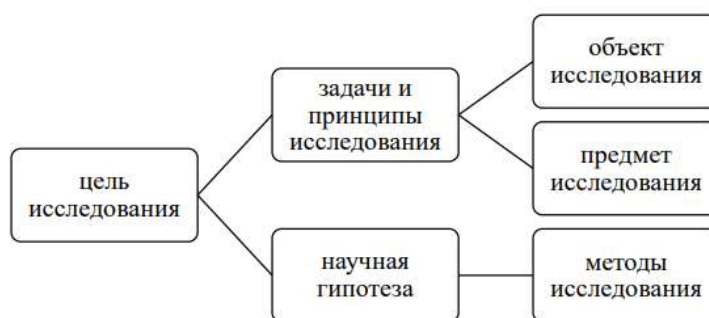 цель
исследования
задачи и
принципы
исследования
научная
гипотеза
объект
исследования
предмет
исследования
методы
исследования